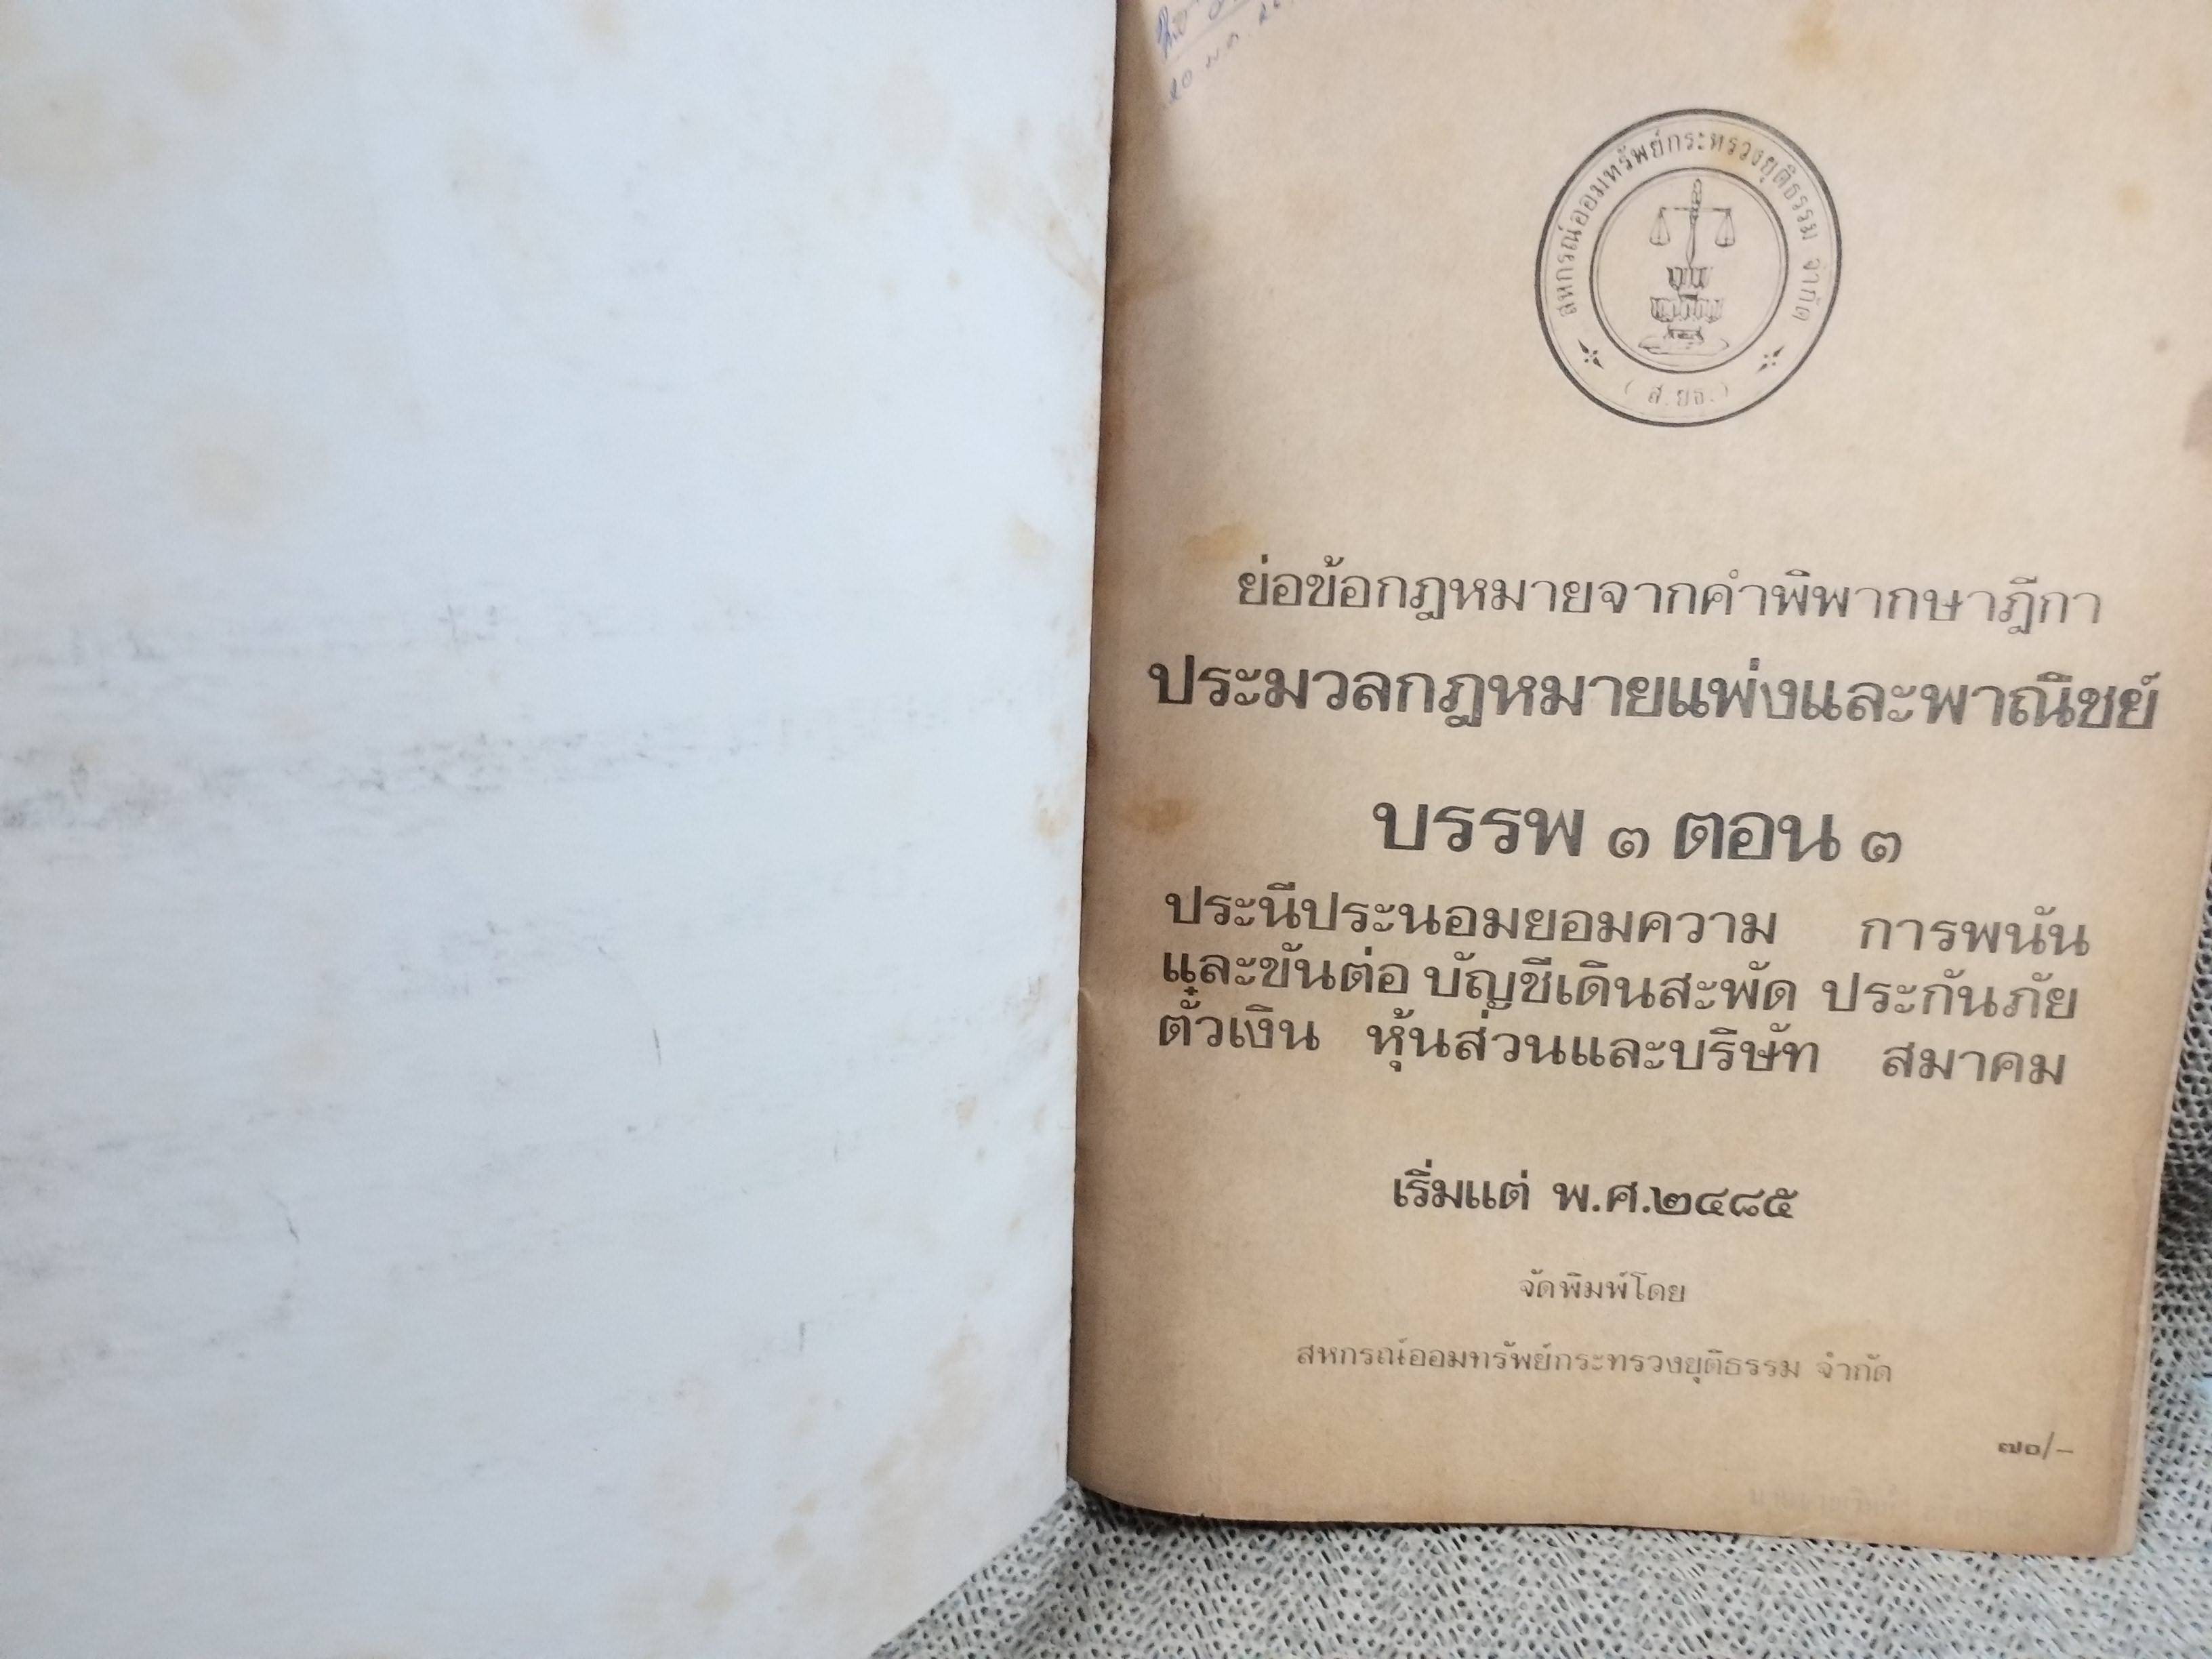 สหกรณ์ออมทรัพย์กระทรวงยุติธรรม จำกัด
( ส.ยธ. )
ย่อข้อกฎหมายจากคำพิพากษาฎีกา
ประมวลกฎหมายแพ่งและพาณิชย์
บรรพ ๓ ตอน ๓
ประนีประนอมยอมความ การพนัน
และขันต่อ บัญชีเดินสะพัด ประกันภัย
ตั๋วเงิน หุ้นส่วนและบริษัท สมาคม
เริ่มแต่ พ.ศ.๒๔๘๕
จัดพิมพ์โดย
สหกรณ์ออมทรัพย์กระทรวงยุติธรรม จำกัด
๗๐/-